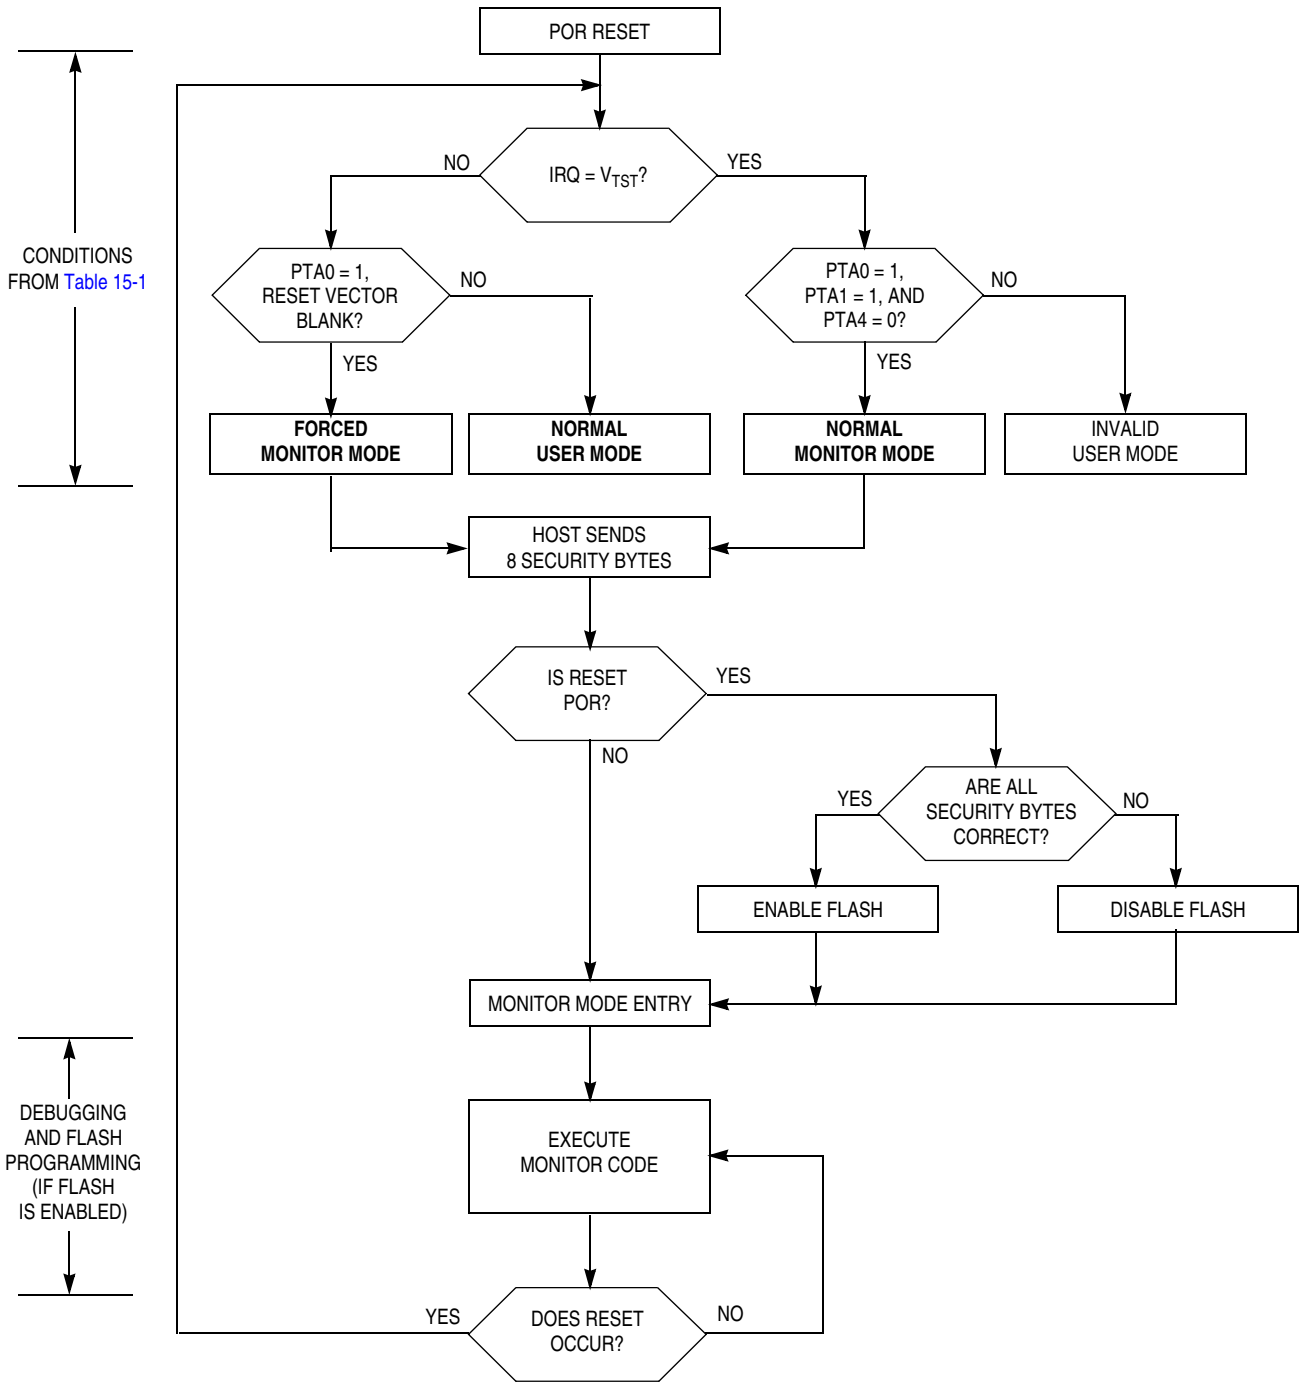 POR RESET
NO
IRQ = VTST?
YES
CONDITIONS
FROM Table 15-1
PTA0 = 1,
RESET VECTOR
BLANK?
NO
YES
PTA0 = 1,
PTA1 = 1, AND
PTA4 = 0?
NO
YES
FORCED
MONITOR MODE
NORMAL
USER MODE
NORMAL
MONITOR MODE
INVALID
USER MODE
HOST SENDS
8 SECURITY BYTES
IS RESET
POR?
YES
NO
YES
ARE ALL
SECURITY BYTES
CORRECT?
NO
ENABLE FLASH
DISABLE FLASH
MONITOR MODE ENTRY
DEBUGGING
AND FLASH
PROGRAMMING
(IF FLASH
IS ENABLED)
EXECUTE
MONITOR CODE
YES
DOES RESET
OCCUR?
NO